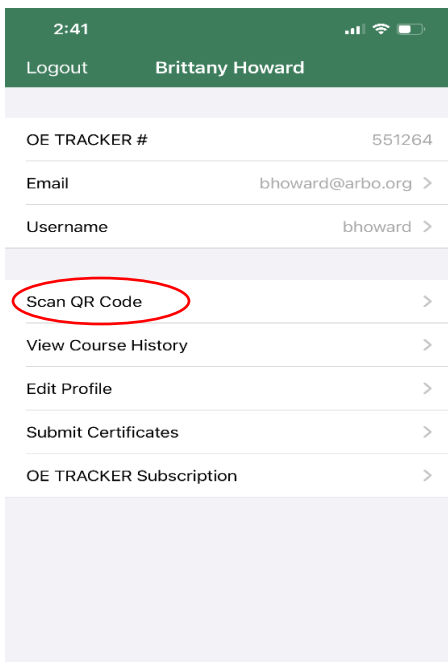 2:41
Logout Brittany Howard
OE TRACKER # 551264
Email bhoward@arbo.org >
Username bhoward >
Scan QR Code >
View Course History >
Edit Profile >
Submit Certificates >
OE TRACKER Subscription >